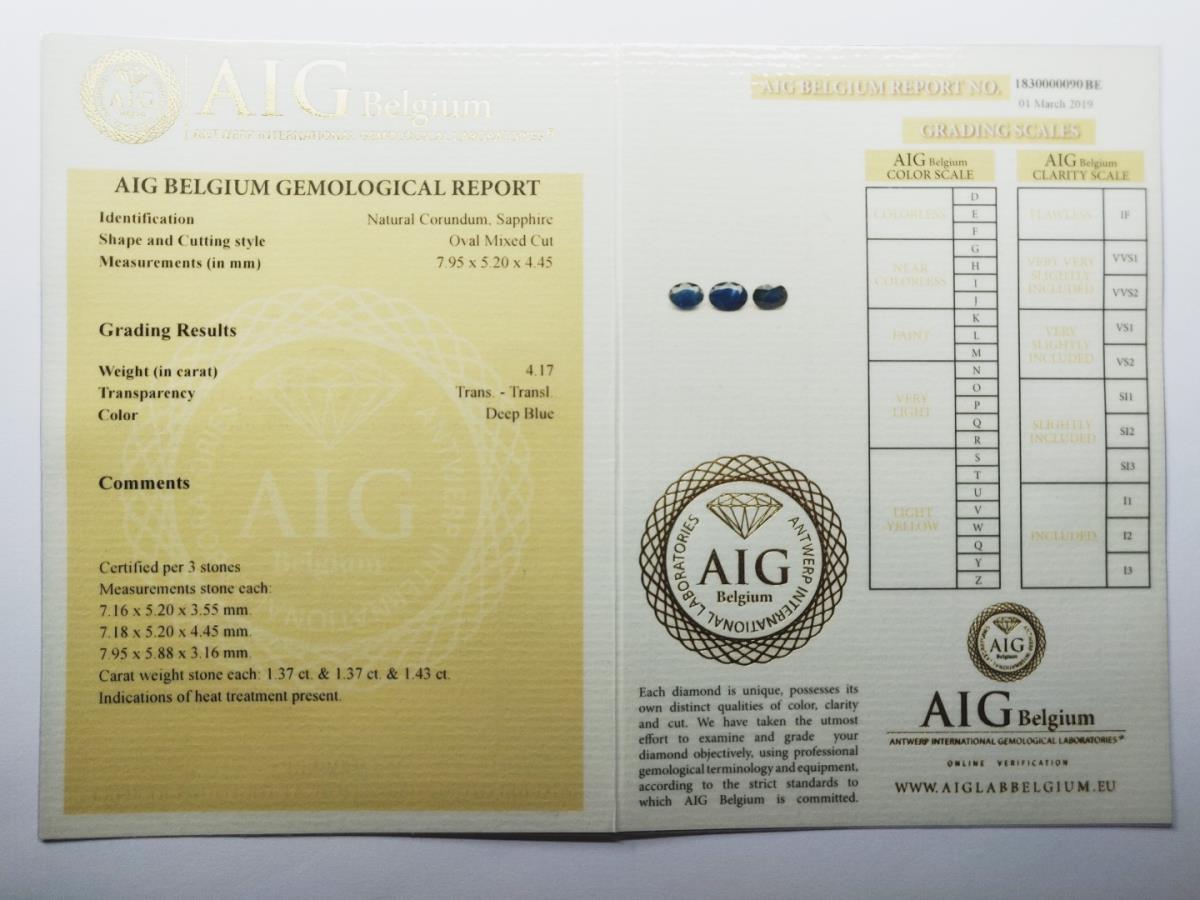 AIG Belgium
ANTWERP INTERNATIONAL GEMOLOGICAL LABORATORIES®
AIG BELGIUM GEMOLOGICAL REPORT
Identification Natural Corundum, Sapphire
Shape and Cutting style Oval Mixed Cut
Measurements (in mm) 7.95 x 5.20 x 4.45
Grading Results
Weight (in carat) 4.17
Transparency Trans. - Transl.
Color Deep Blue
Comments
Certified per 3 stones
Measurements stone each:
7.16 x 5.20 x 3.55 mm.
7.18 x 5.20 x 4.45 mm.
7.95 x 5.88 x 3.16 mm.
Carat weight stone each: 1.37 ct. & 1.37 ct. & 1.43 ct.
Indications of heat treatment present.
AIG
Belgium
AIG BELGIUM REPORT NO. 1830000090BE
01 March 2019
GRADING SCALES
AIG Belgium
COLOR SCALE
COLORLESS
D
E
F
NEAR
COLORLESS
G
H
I
J
FAINT
K
L
M
VERY
LIGHT
N
O
P
Q
R
LIGHT
YELLOW
S
T
U
V
W
Q
Y
Z
AIG Belgium
CLARITY SCALE
FLAWLESS
IF
VERY VERY
SLIGHTLY
INCLUDED
VVS1
VVS2
VERY
SLIGHTLY
INCLUDED
VS1
VS2
SLIGHTLY
INCLUDED
SI1
SI2
SI3
INCLUDED
I1
I2
I3
ANTWERP INTERNATIONAL LABORATORIES
AIG
Belgium
Each diamond is unique, possesses its
own distinct qualities of color, clarity
and cut. We have taken the utmost
effort to examine and grade your
diamond objectively, using professional
gemological terminology and equipment,
according to the strict standards to
which AIG Belgium is committed.
AIG
Belgium
AIG Belgium
ANTWERP INTERNATIONAL GEMOLOGICAL LABORATORIES®
ONLINE VERIFICATION
WWW.AIGLABBELGIUM.EU